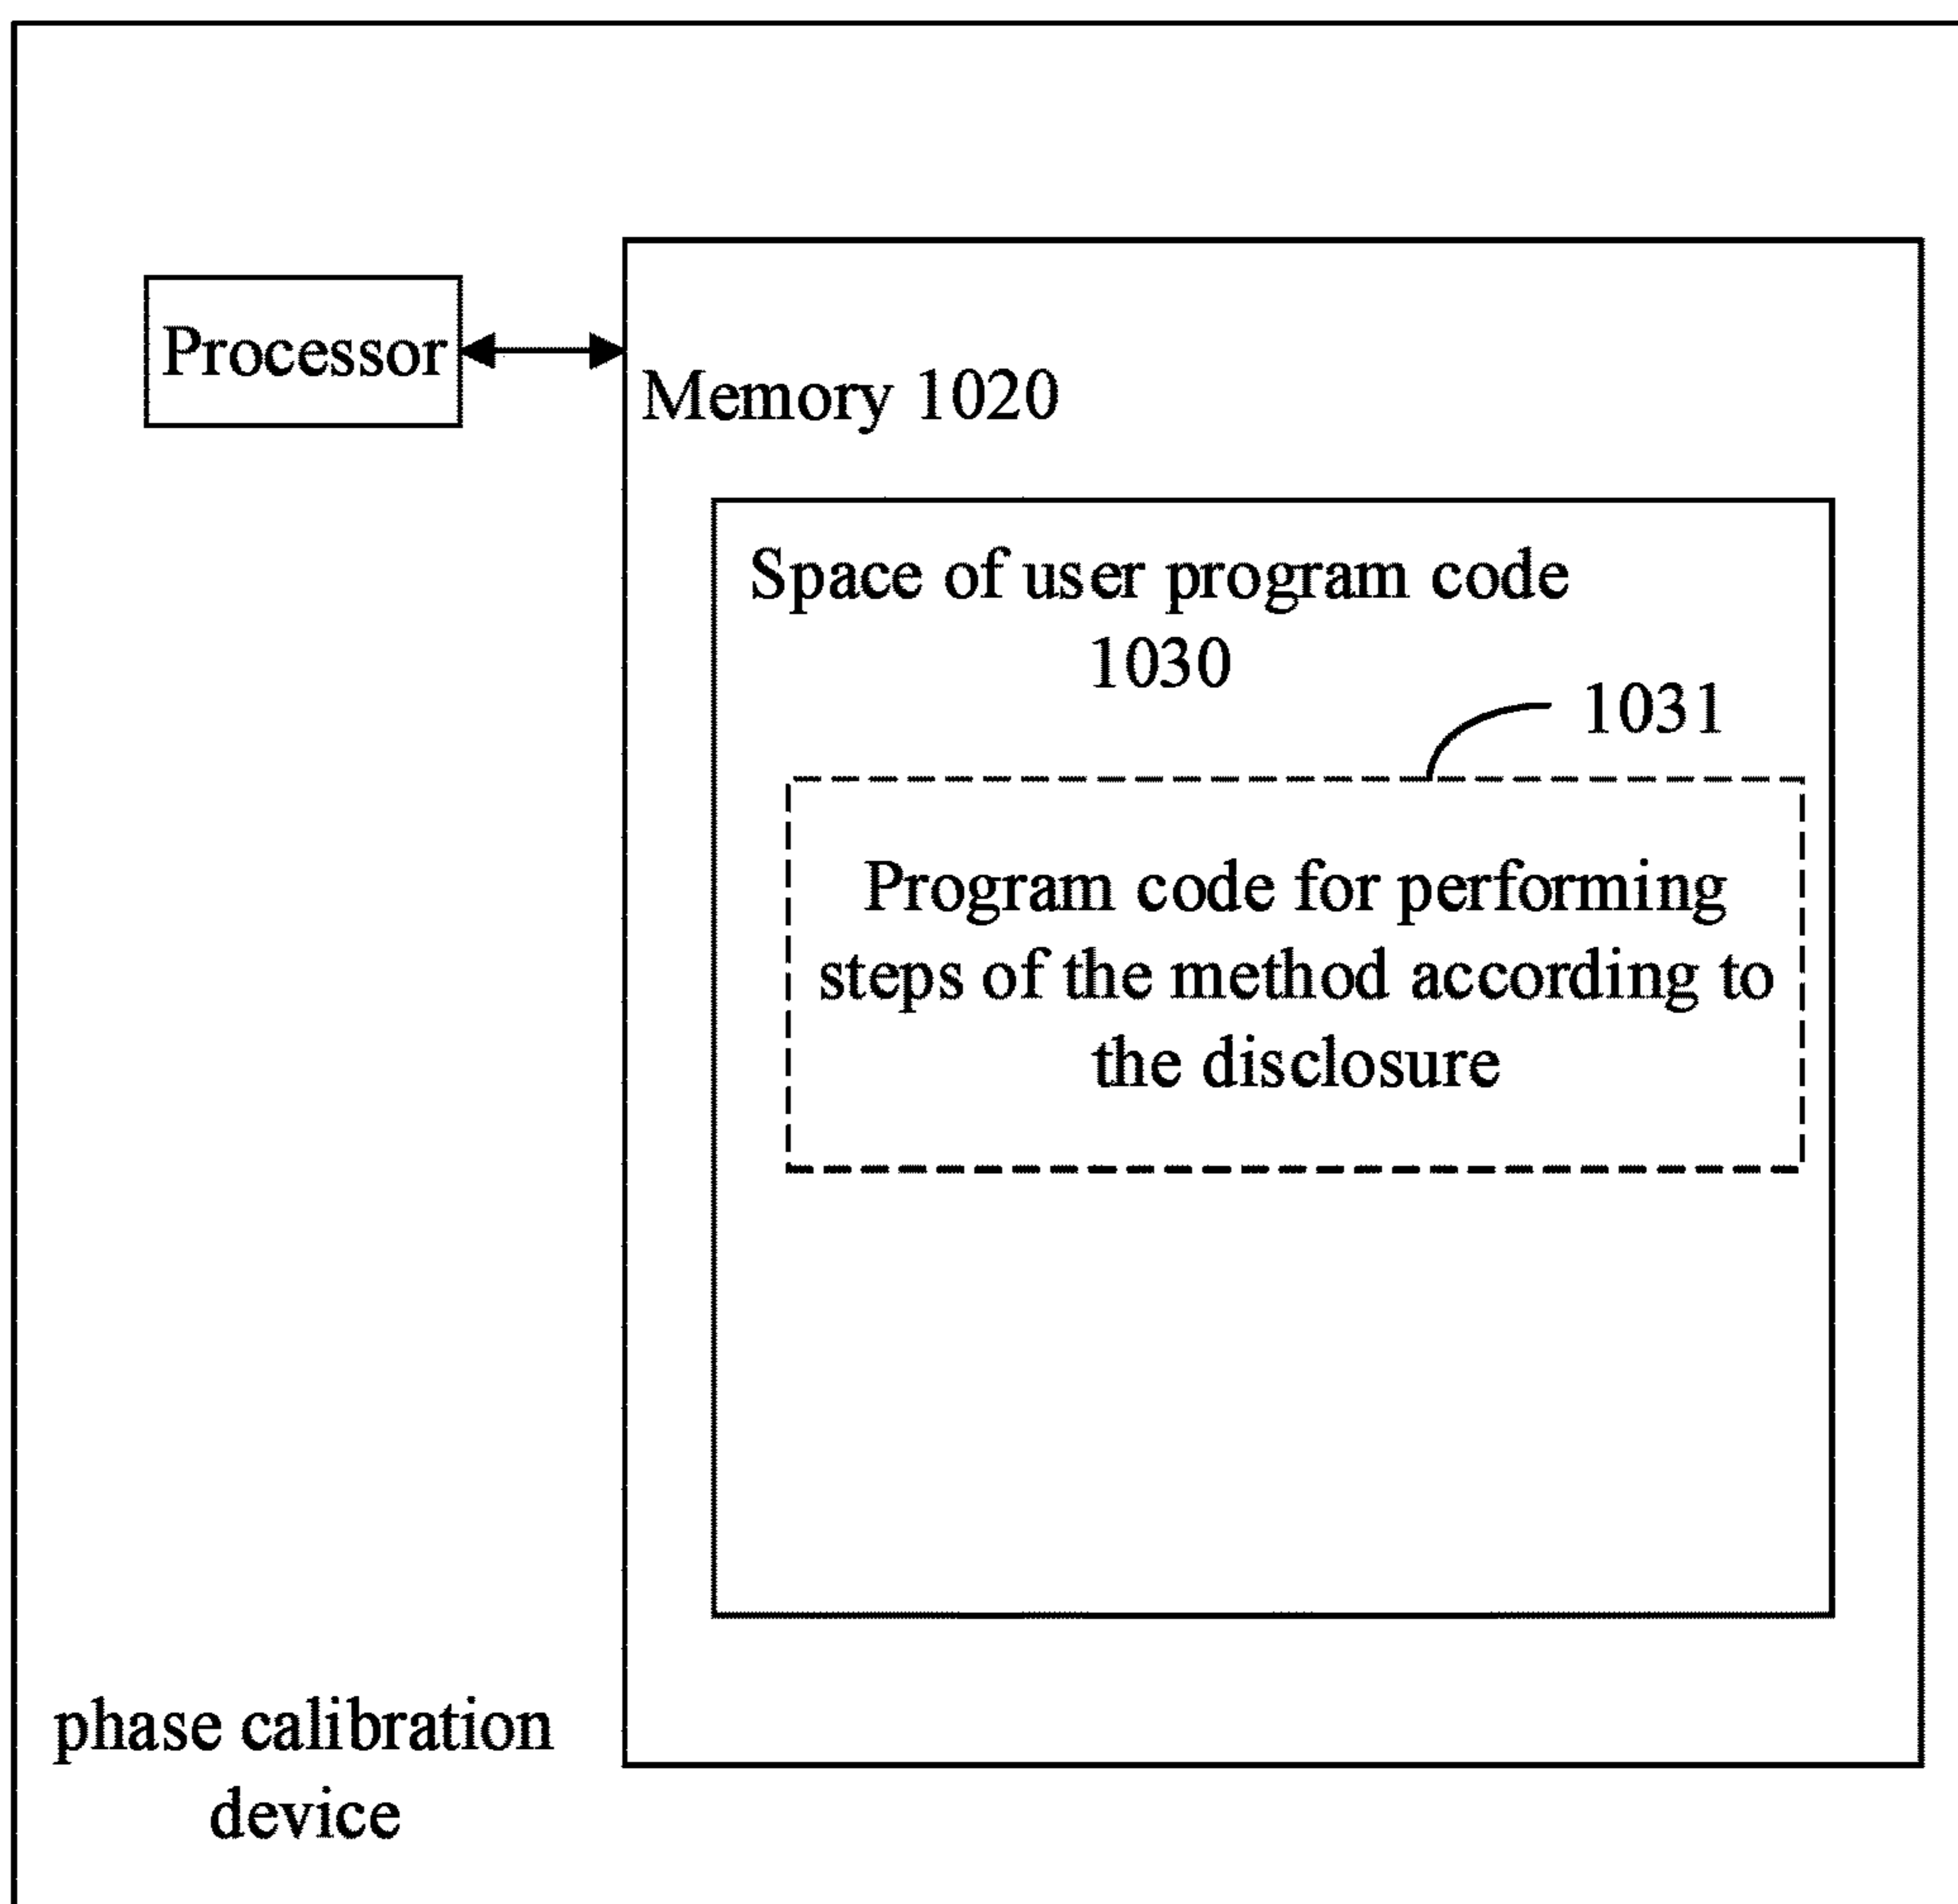 Processor
Memory 1020
Space of user program code
1030
1031
Program code for performing
steps of the method according to
the disclosure
phase calibration
device